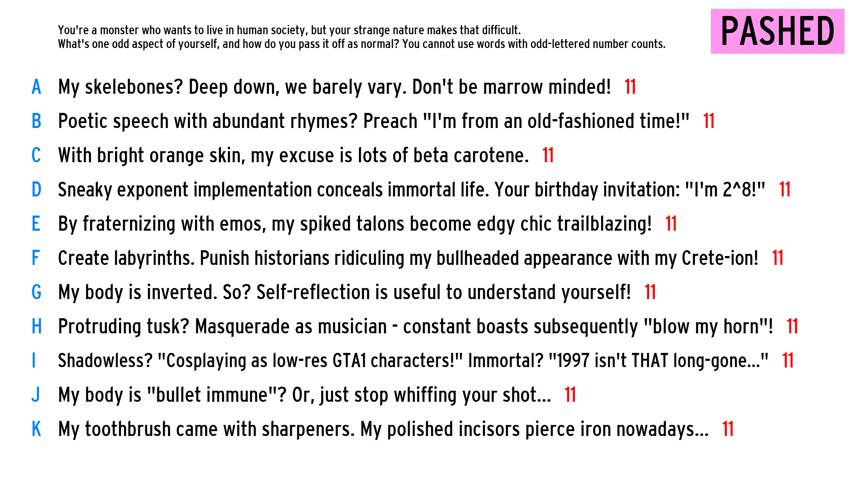 You're a monster who wants to live in human society, but your strange nature makes that difficult.
What's one odd aspect of yourself, and how do you pass it off as normal? You cannot use words with odd-lettered number counts.
PASHED
A My skelebones? Deep down, we barely vary. Don't be marrow minded! 11
B Poetic speech with abundant rhymes? Preach "I'm from an old-fashioned time!" 11
C With bright orange skin, my excuse is lots of beta carotene. 11
D Sneaky exponent implementation conceals immortal life. Your birthday invitation: "I'm 2^8!" 11
E By fraternizing with emos, my spiked talons become edgy chic trailblazing! 11
F Create labyrinths. Punish historians ridiculing my bullheaded appearance with my Crete-ion! 11
G My body is inverted. So? Self-reflection is useful to understand yourself! 11
H Protruding tusk? Masquerade as musician - constant boasts subsequently "blow my horn"! 11
I Shadowless? "Cosplaying as low-res GTA1 characters!" Immortal? "1997 isn't THAT long-gone..." 11
J My body is "bullet immune"? Or, just stop whiffing your shot... 11
K My toothbrush came with sharpeners. My polished incisors pierce iron nowadays... 11